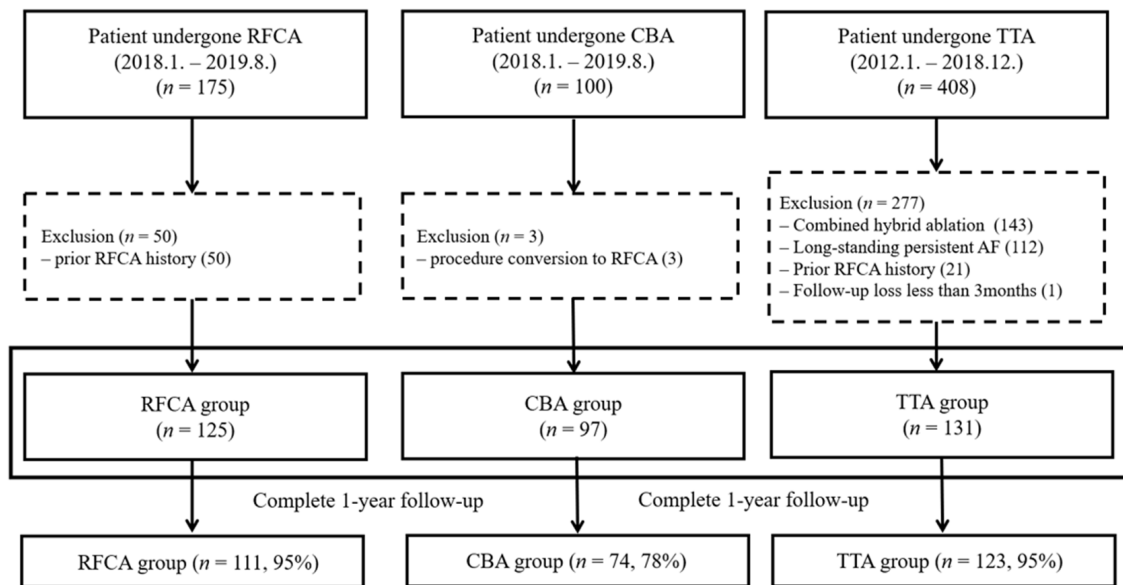 Patient undergone RFCA
(2018.1. – 2019.8.)
(n = 175)
Patient undergone CBA
(2018.1. – 2019.8.)
(n = 100)
Patient undergone TTA
(2012.1. – 2018.12.)
(n = 408)
Exclusion (n = 50)
– prior RFCA history (50)
Exclusion (n = 3)
– procedure conversion to RFCA (3)
Exclusion (n = 277)
– Combined hybrid ablation (143)
– Long-standing persistent AF (112)
– Prior RFCA history (21)
– Follow-up loss less than 3months (1)
RFCA group
(n = 125)
CBA group
(n = 97)
TTA group
(n = 131)
Complete 1-year follow-up
Complete 1-year follow-up
RFCA group (n = 111, 95%)
CBA group (n = 74, 78%)
TTA group (n = 123, 95%)